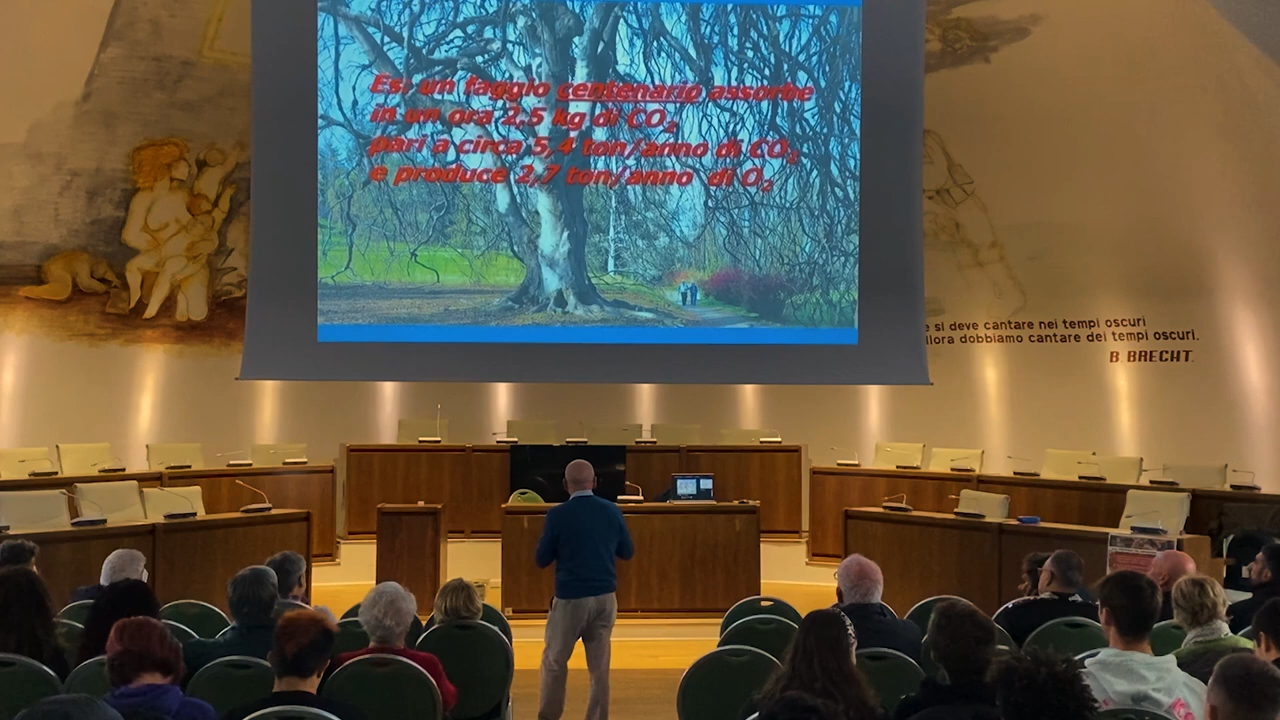 Es: un faggio centenario assorbe
in un ora 2,5 kg di CO2
pari a circa 5,4 ton/anno di CO2
e produce 2,7 ton/anno di O2
e si deve cantare nei tempi oscuri
llora dobbiamo cantare dei tempi oscuri.
B. BRECHT.